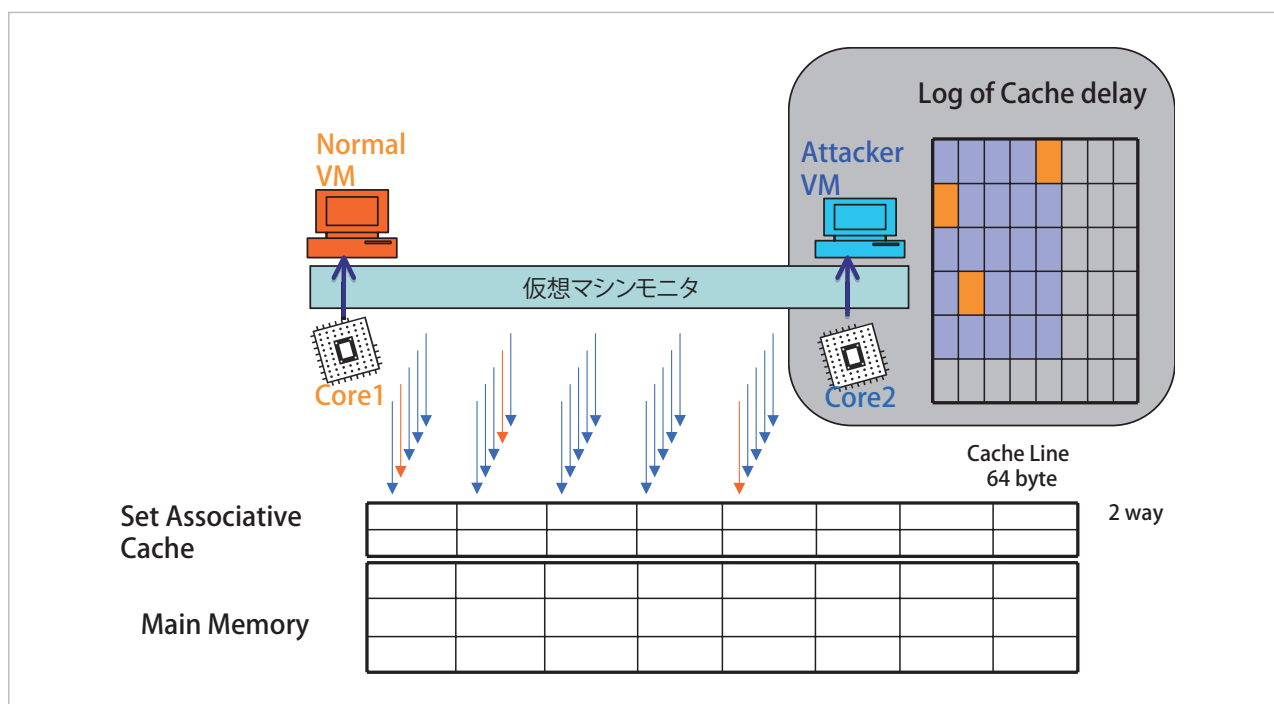 Log of Cache delay
Normal
VM
Attacker
VM
仮想マシンモニタ
Core1
Core2
Cache Line
64 byte
Set Associative
Cache
2 way
Main Memory